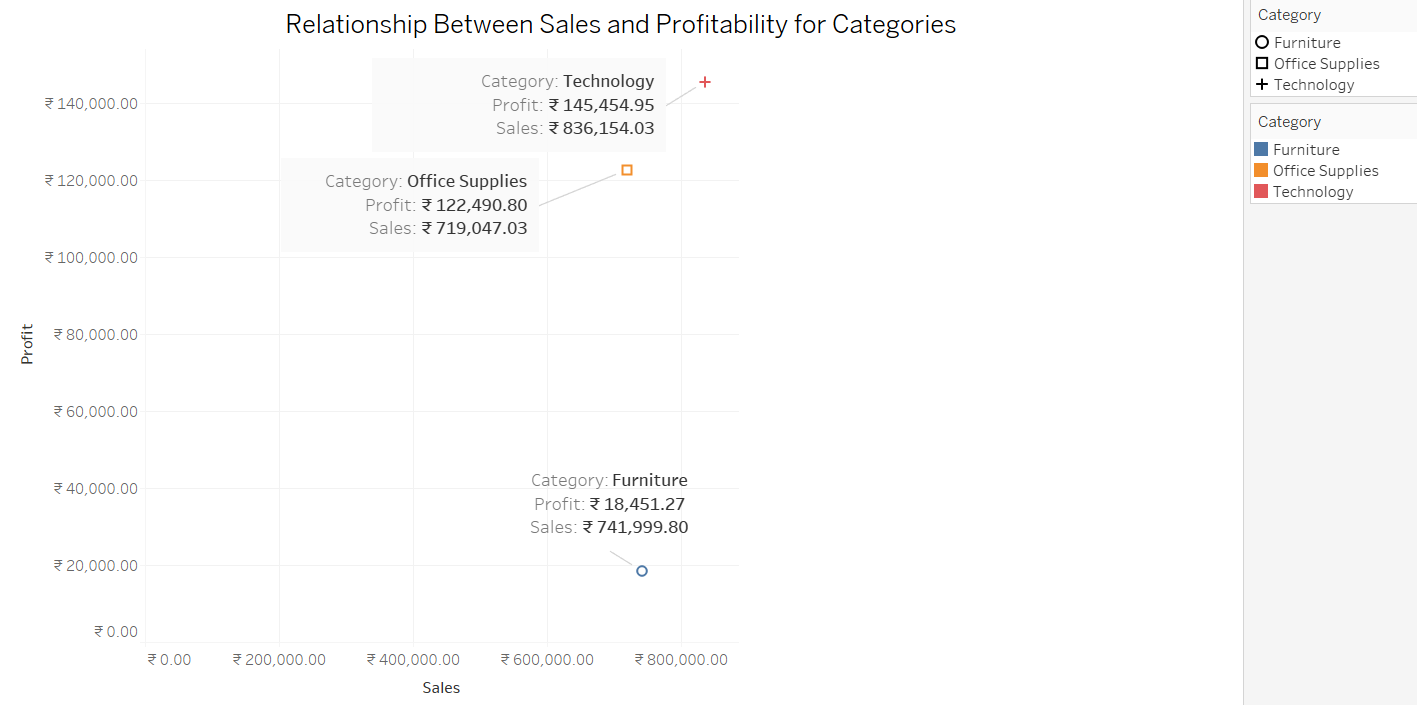 Relationship Between Sales and Profitability for Categories
Category: Technology
Profit: ₹ 145,454.95
Sales: ₹ 836,154.03
Category: Office Supplies
Profit: ₹ 122,490.80
Sales: ₹ 719,047.03
Category: Furniture
Profit: ₹ 18,451.27
Sales: ₹ 741,999.80
Profit
₹ 140,000.00
₹ 120,000.00
₹ 100,000.00
₹ 80,000.00
₹ 60,000.00
₹ 40,000.00
₹ 20,000.00
₹ 0.00
₹ 0.00 ₹ 200,000.00 ₹ 400,000.00 ₹ 600,000.00 ₹ 800,000.00
Sales
Category
Furniture
Office Supplies
Technology
Category
Furniture
Office Supplies
Technology